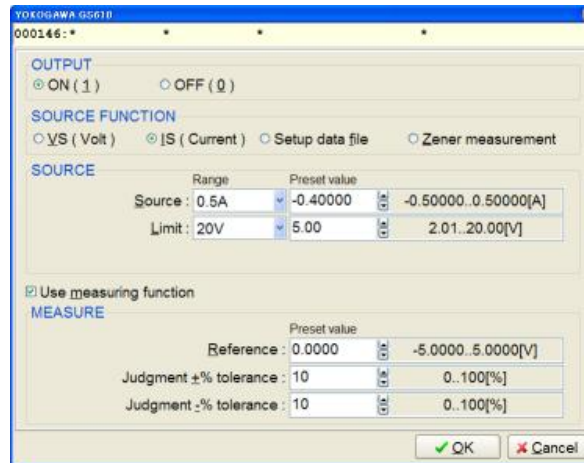 YOKOGAWA GS610
000146:* * * *
OUTPUT
ON ( 1 ) OFF ( 0 )
SOURCE FUNCTION
VS ( Volt ) IS ( Current ) Setup data file Zener measurement
SOURCE
Range Preset value
Source : 0.5A -0.40000 -0.50000..0.50000[A]
Limit : 20V 5.00 2.01..20.00[V]
Use measuring function
MEASURE
Preset value
Reference : 0.0000 -5.0000..5.0000[V]
Judgment +% tolerance : 10 0..100[%]
Judgment -% tolerance : 10 0..100[%]
OK Cancel